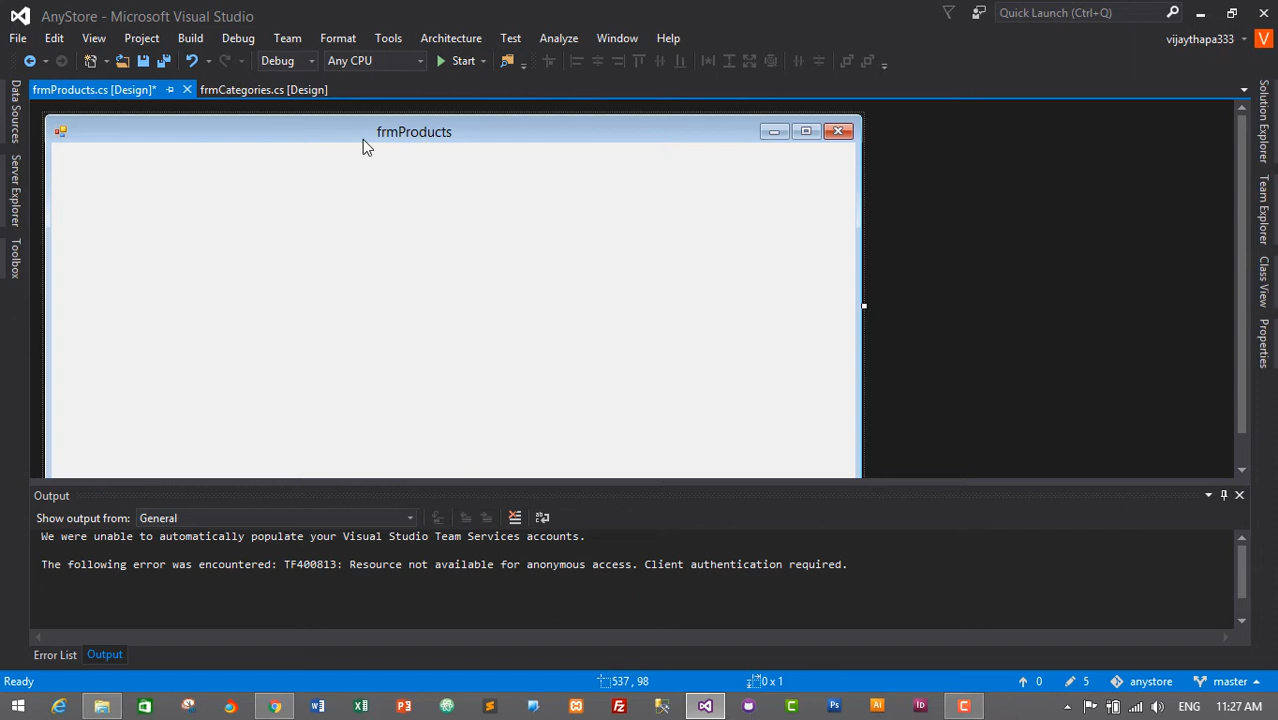 AnyStore - Microsoft Visual Studio
Quick Launch (Ctrl+Q)
File Edit View Project Build Debug Team Format Tools Architecture Test Analyze Window Help
vijaythapa333 V
Debug Any CPU Start
frmProducts.cs [Design]* frmCategories.cs [Design]
Data Sources
Server Explorer
Toolbox
frmProducts
Solution Explorer
Team Explorer
Class View
Properties
Output
Show output from: General
We were unable to automatically populate your Visual Studio Team Services accounts.
The following error was encountered: TF400813: Resource not available for anonymous access. Client authentication required.
Error List Output
Ready 537 , 98 0 x 1 0 5 anystore master
ENG 11:27 AM